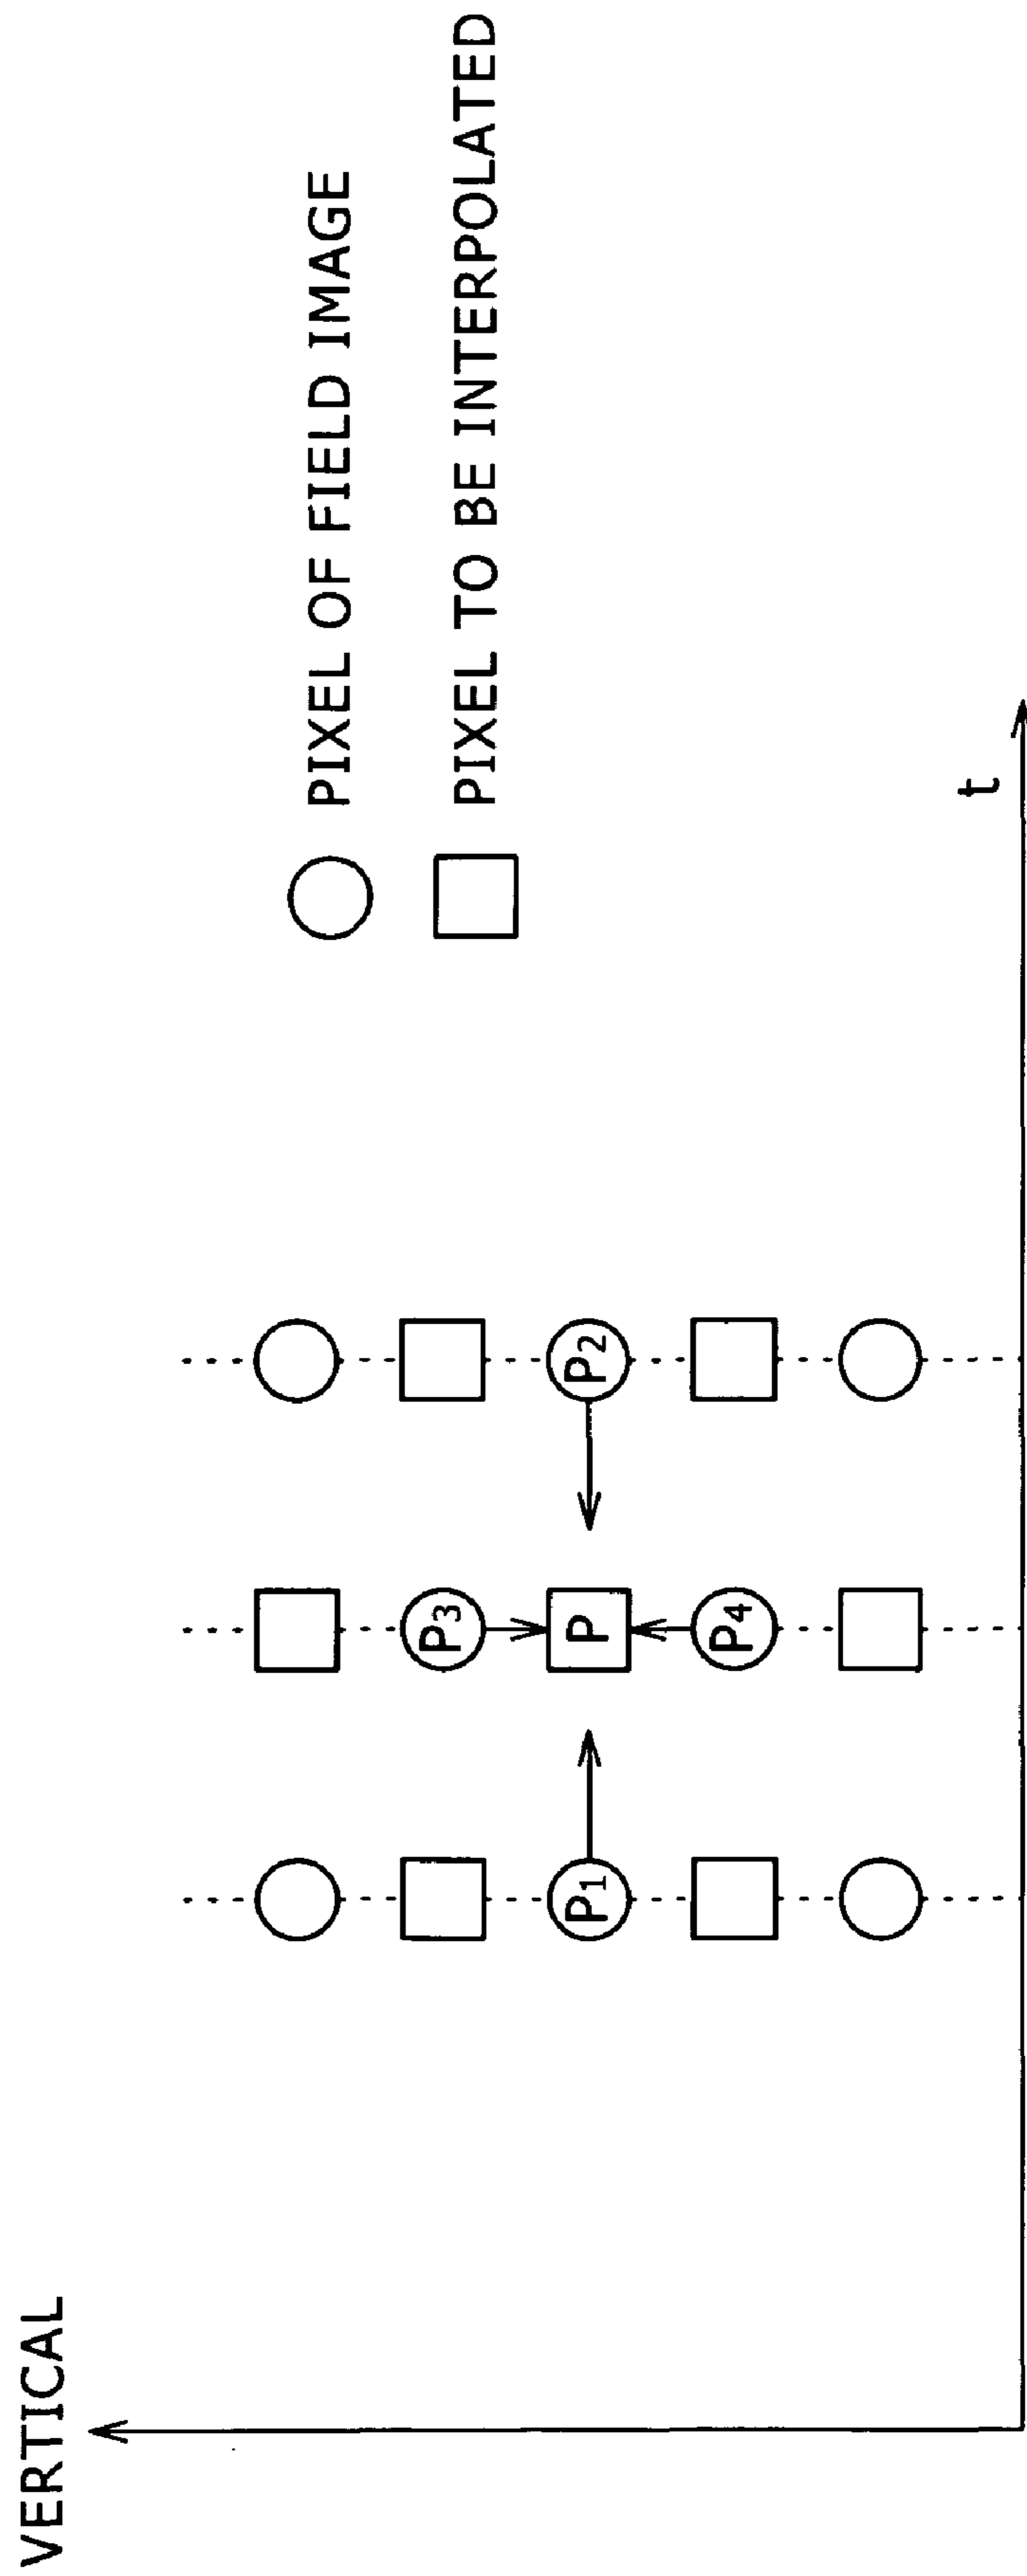 VERTICAL
PIXEL OF FIELD IMAGE
PIXEL TO BE INTERPOLATED
P3
P1
P
P2
P4
t